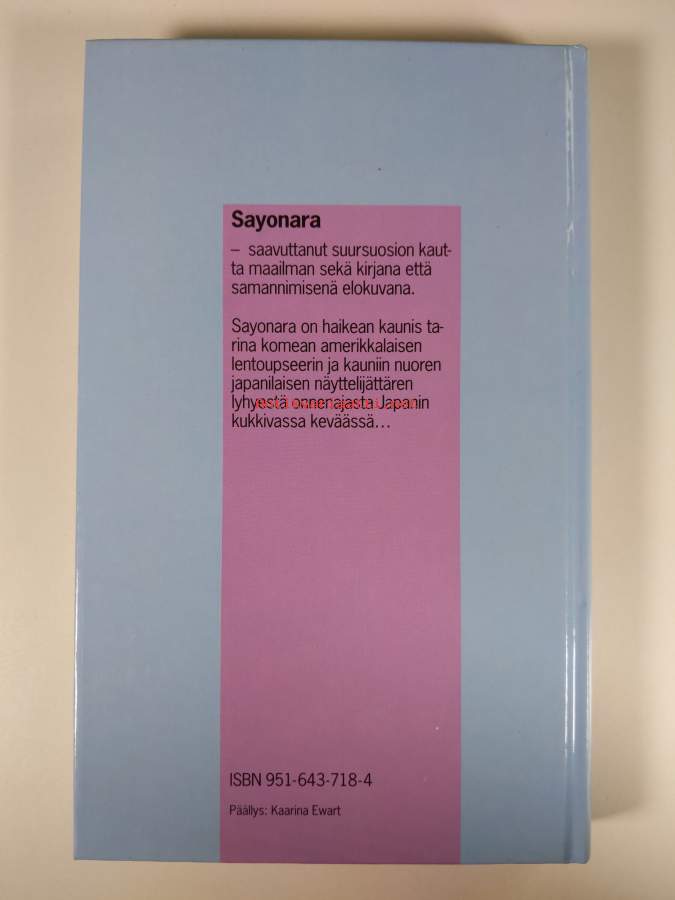 Sayonara
– saavuttanut suursuosion kaut-
ta maailman sekä kirjana että
samannimisenä elokuvana.
Sayonara on haikean kaunis ta-
rina komean amerikkalaisen
lentoupseerin ja kauniin nuoren
japanilaisen näyttelijättären
lyhyestä onnenajasta Japanin
kukkivassa keväässä...
ISBN 951-643-718-4
Päällys: Kaarina Ewart